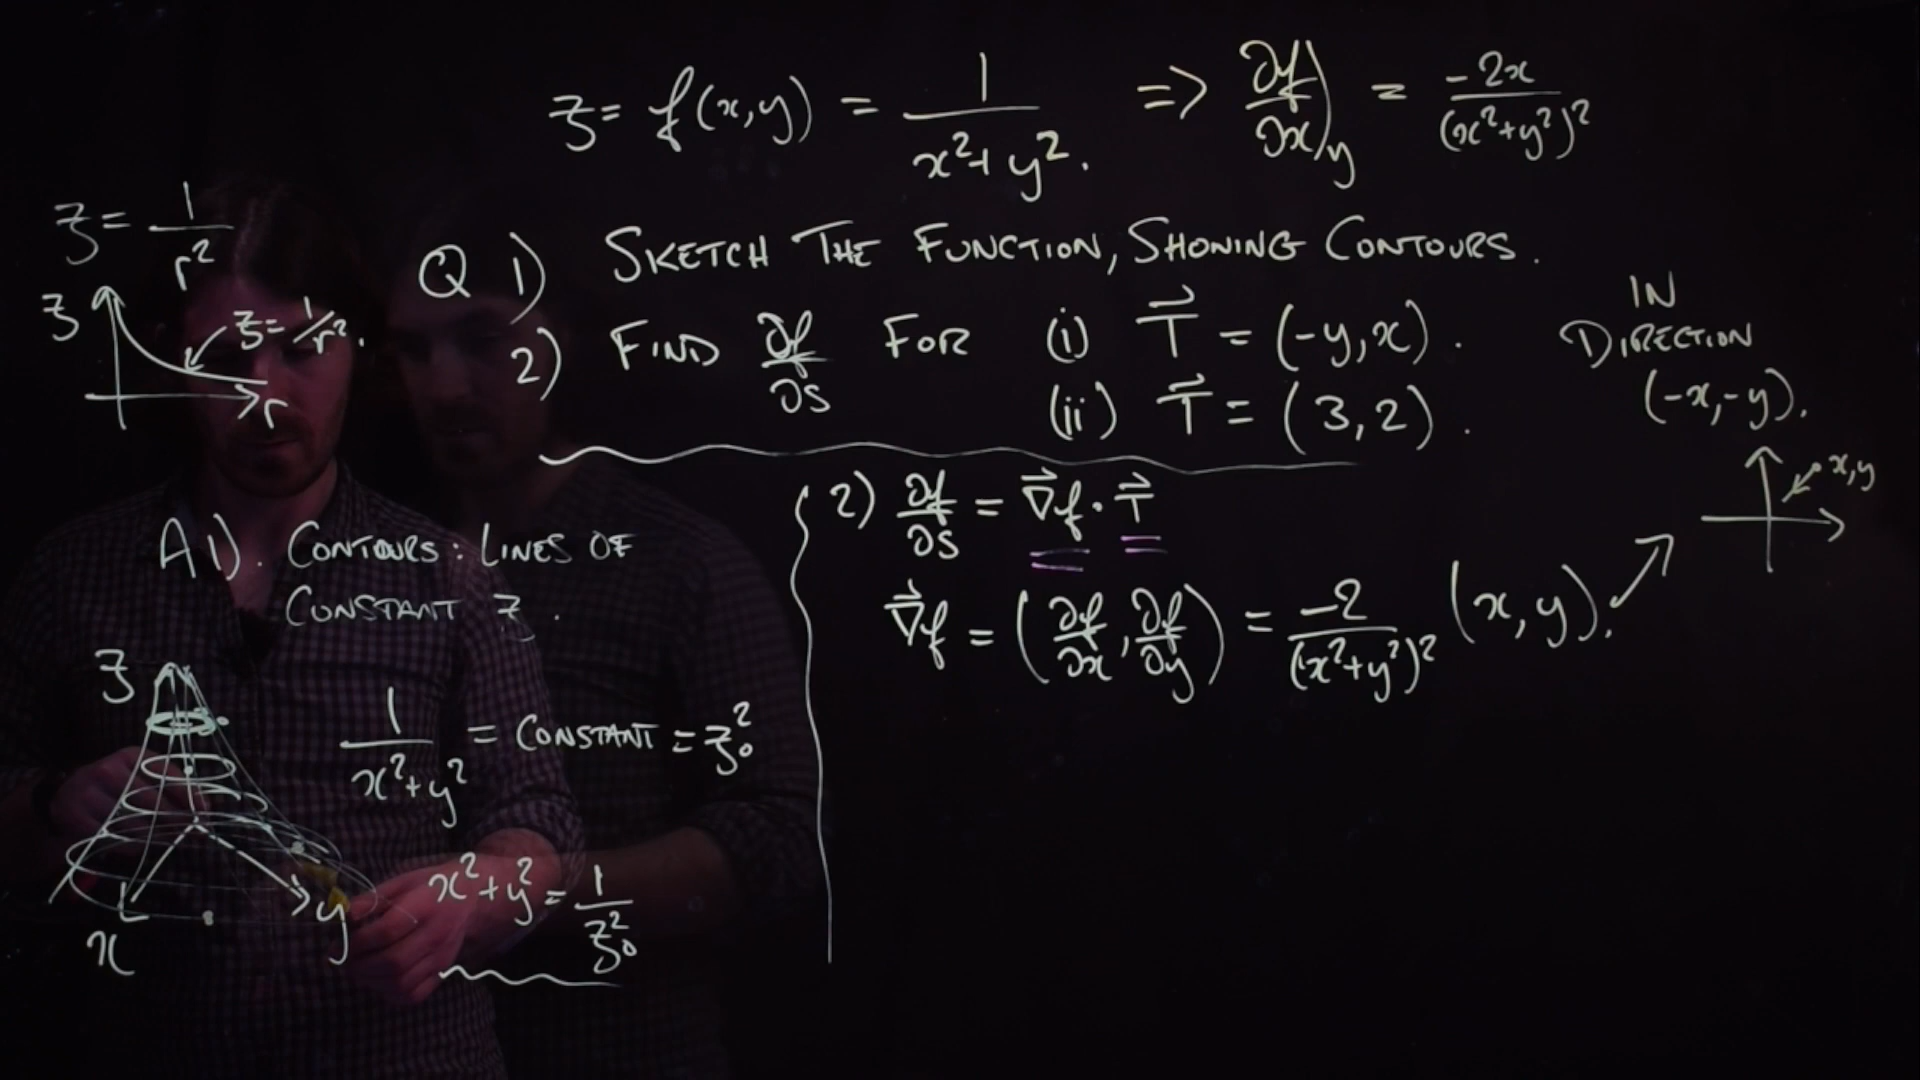 z = f(x,y) = 1/(x²+y²). => ∂f/∂x)y = -2x/(x²+y²)²
z = 1/r²
z
z = 1/r².
r
Q 1) SKETCH THE FUNCTION, SHONING CONTOURS.
2) FIND ∂f/∂s FOR (i) T⃗ = (-y,x).
(ii) T⃗ = (3,2).
IN
DIRECTION
(-x,-y).
x,y
A1). CONTOURS: LINES OF
CONSTANT z.
z
x
y
1/(x²+y²) = CONSTANT = z₀²
x²+y² = 1/z₀²
2) ∂f/∂s = ∇⃗f · T⃗
∇⃗f = (∂f/∂x, ∂f/∂y) = -2/(x²+y²)² (x,y).